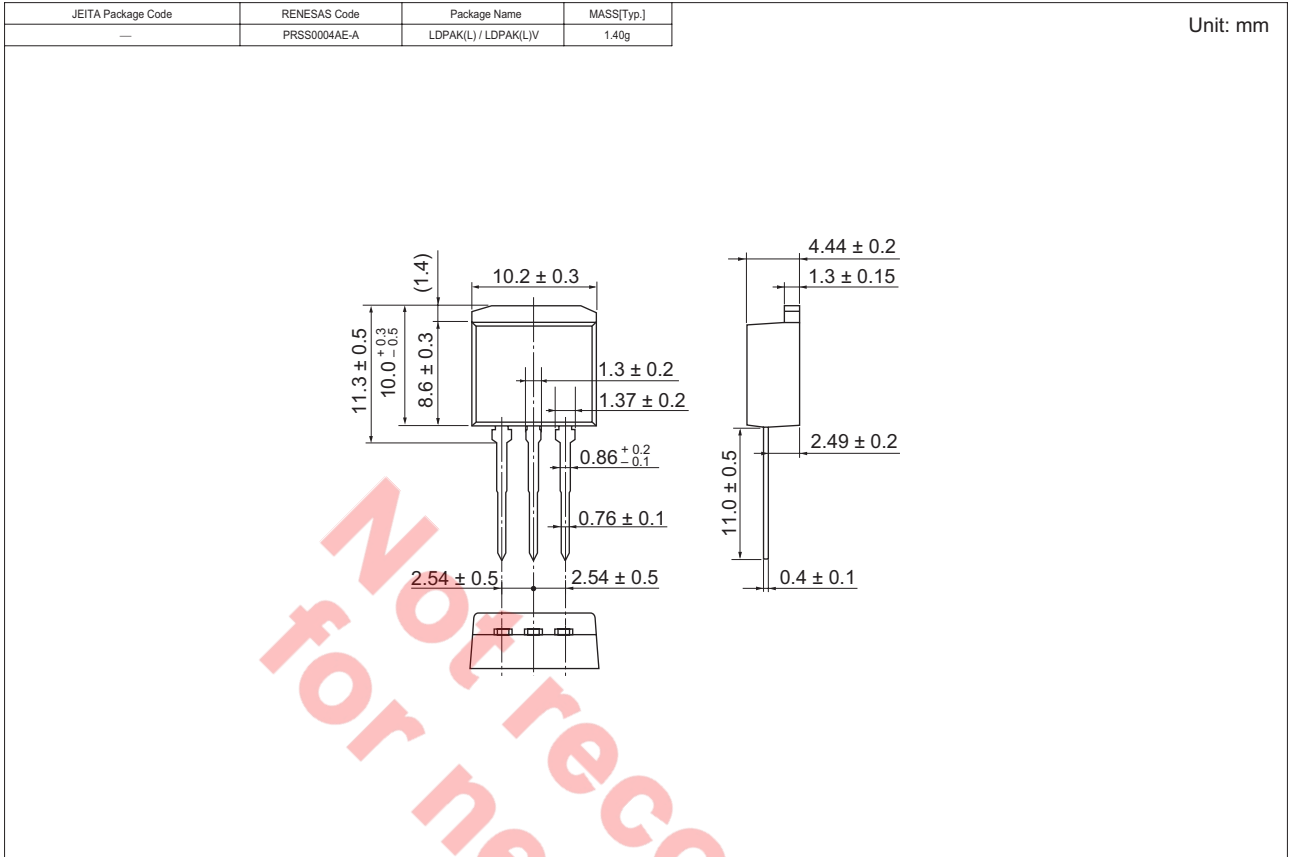 JEITA Package Code RENESAS Code Package Name MASS[Typ.]
— PRSS0004AE-A LDPAK(L) / LDPAK(L)V 1.40g
Unit: mm
4.44 ± 0.2
1.3 ± 0.15
(1.4)
10.2 ± 0.3
11.3 ± 0.5
10.0 + 0.3 – 0.5
8.6 ± 0.3
1.3 ± 0.2
1.37 ± 0.2
2.49 ± 0.2
0.86 + 0.2 – 0.1
11.0 ± 0.5
0.76 ± 0.1
2.54 ± 0.5
2.54 ± 0.5
0.4 ± 0.1
Not reco
for ne